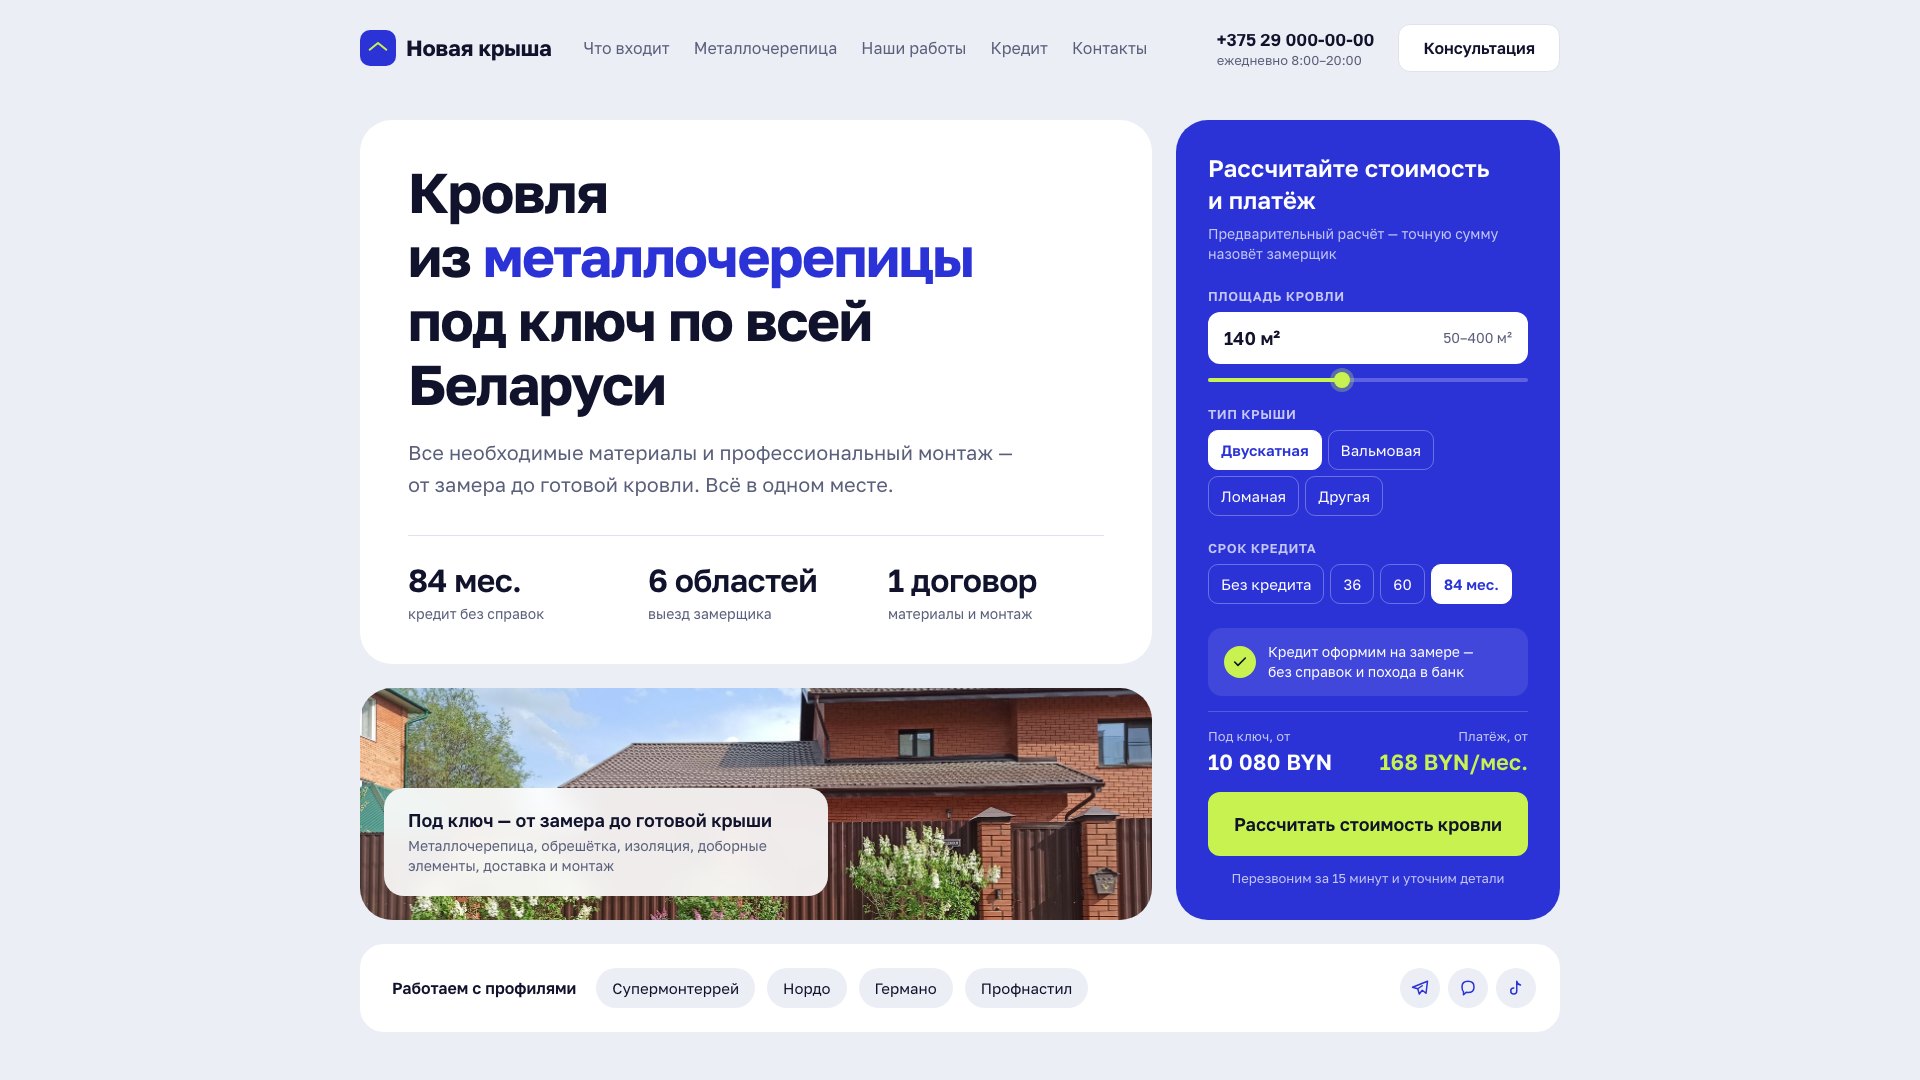 Новая крыша
Что входит
Металлочерепица
Наши работы
Кредит
Контакты
+375 29 000-00-00
ежедневно 8:00–20:00
Консультация
Кровля
из металлочерепицы
под ключ по всей
Беларуси
Все необходимые материалы и профессиональный монтаж —
от замера до готовой кровли. Всё в одном месте.
84 мес.
кредит без справок
6 областей
выезд замерщика
1 договор
материалы и монтаж
Под ключ — от замера до готовой крыши
Металлочерепица, обрешётка, изоляция, доборные
элементы, доставка и монтаж
Рассчитайте стоимость
и платёж
Предварительный расчёт — точную сумму
назовёт замерщик
ПЛОЩАДЬ КРОВЛИ
140 м²
50–400 м²
ТИП КРЫШИ
Двускатная
Вальмовая
Ломаная
Другая
СРОК КРЕДИТА
Без кредита
36
60
84 мес.
Кредит оформим на замере —
без справок и похода в банк
Под ключ, от
10 080 BYN
Платёж, от
168 BYN/мес.
Рассчитать стоимость кровли
Перезвоним за 15 минут и уточним детали
Работаем с профилями
Супермонтеррей
Нордо
Германо
Профнастил